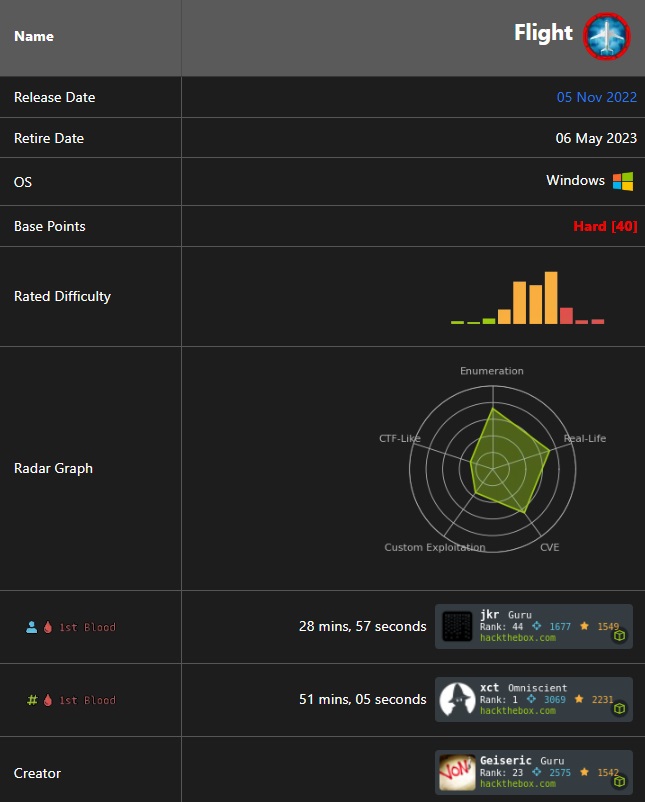 Name Flight
Release Date 05 Nov 2022
Retire Date 06 May 2023
OS Windows
Base Points Hard [40]
Rated Difficulty
Radar Graph
Enumeration
CTF-Like Real-Life
Custom Exploitation CVE
1st Blood 28 mins, 57 seconds
jkr Guru
Rank: 44 1677 1549
hackthebox.com
# 1st Blood 51 mins, 05 seconds
xct Omniscient
Rank: 1 3069 2231
hackthebox.com
Creator
VON
Geiseric Guru
Rank: 23 2575 1542
hackthebox.com